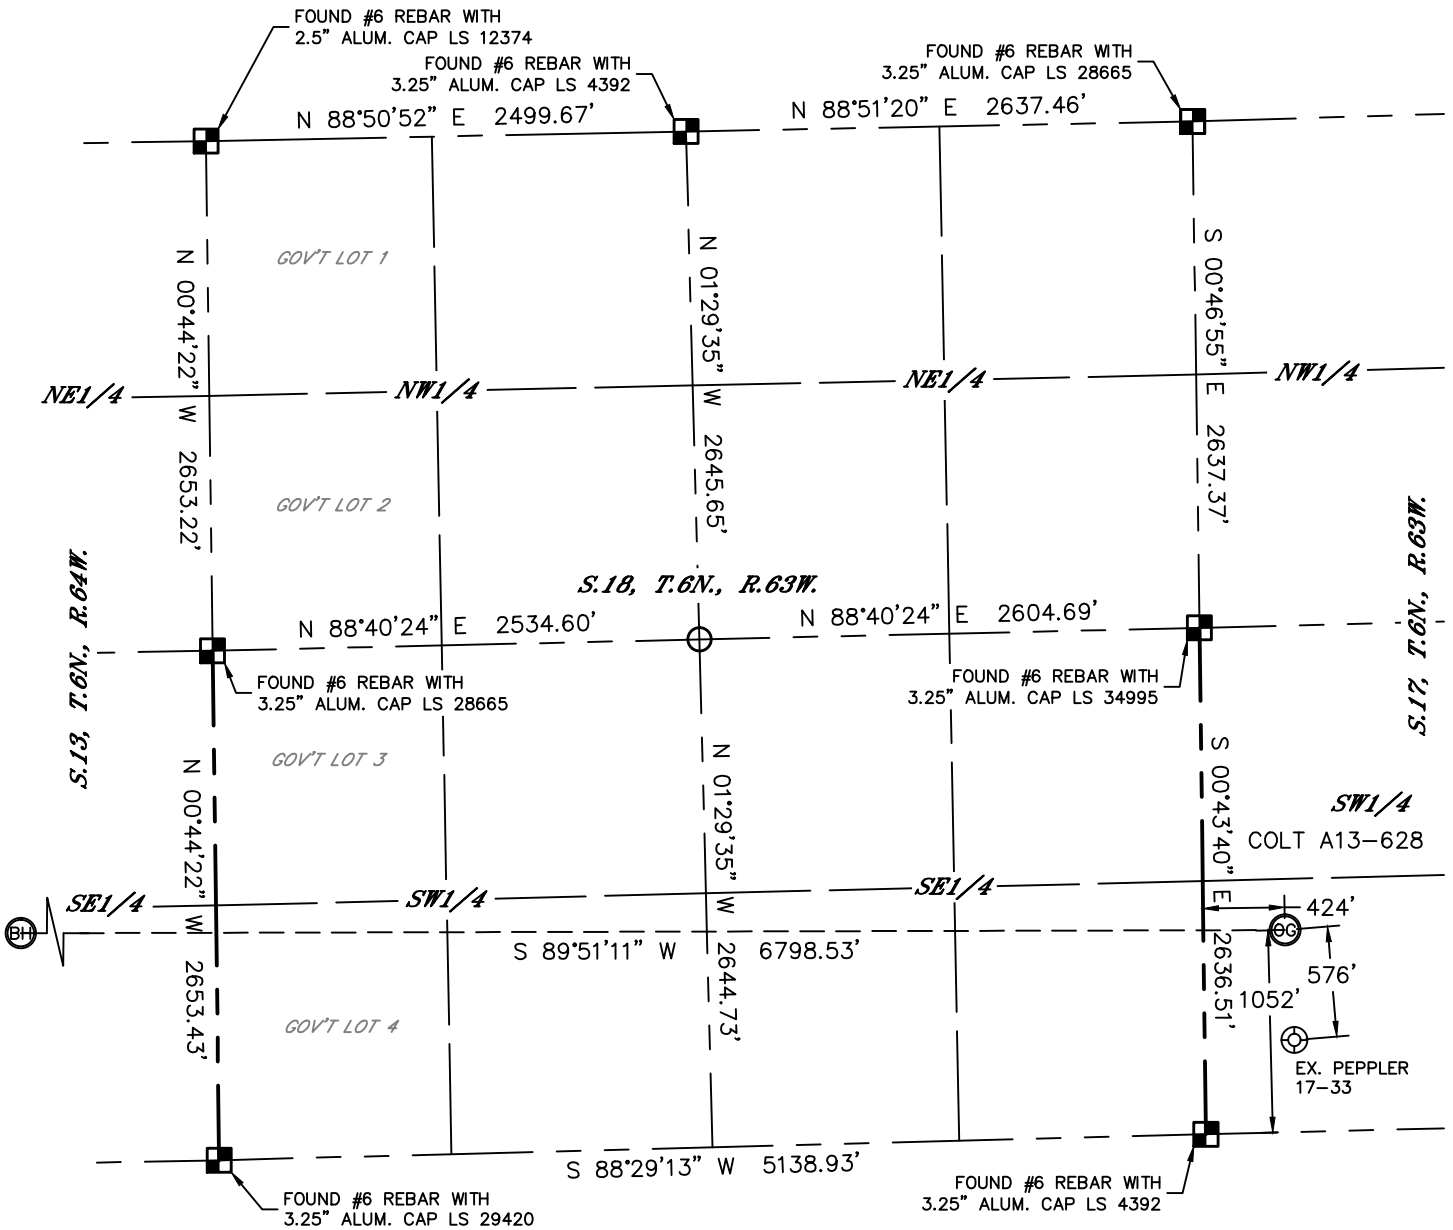 FOUND #6 REBAR WITH
2.5" ALUM. CAP LS 12374
FOUND #6 REBAR WITH
3.25" ALUM. CAP LS 4392
FOUND #6 REBAR WITH
3.25" ALUM. CAP LS 28665
N 88°50'52" E 2499.67'
N 88°51'20" E 2637.46'
GOV'T LOT 1
N 00°44'22" W 2653.22'
N 01°29'35" W 2645.65'
S 00°46'55" E 2637.37'
NE1/4
NW1/4
NE1/4
NW1/4
GOV'T LOT 2
S.13, T.6N., R.64W.
S.18, T.6N., R.63W.
S.17, T.6N., R.63W.
N 88°40'24" E 2534.60'
N 88°40'24" E 2604.69'
FOUND #6 REBAR WITH
3.25" ALUM. CAP LS 28665
FOUND #6 REBAR WITH
3.25" ALUM. CAP LS 34995
GOV'T LOT 3
N 00°44'22" W 2653.43'
N 01°29'35" W 2644.73'
S 00°43'40" E 2636.51'
SW1/4
COLT A13-628
SE1/4
SW1/4
SE1/4
424'
BH
OG
S 89°51'11" W 6798.53'
576'
1052'
GOV'T LOT 4
EX. PEPPLER
17-33
S 88°29'13" W 5138.93'
FOUND #6 REBAR WITH
3.25" ALUM. CAP LS 29420
FOUND #6 REBAR WITH
3.25" ALUM. CAP LS 4392